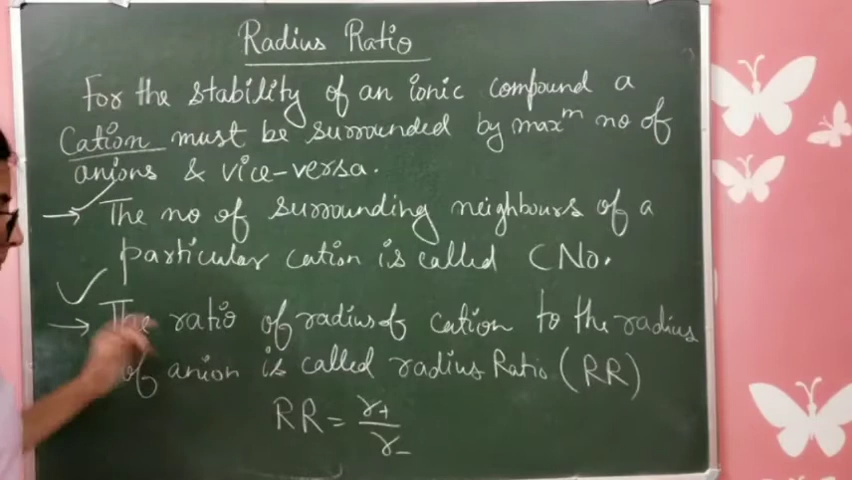 Radius Ratio
For the stability of an ionic compound a
Cation must be surrounded by maxᵐ no of
anions & vice-versa.
→ The no of surrounding neighbours of a
particular cation is called CNo.
→ The ratio of radius of cation to the radius
of anion is called radius Ratio (RR)
RR = r+/r-